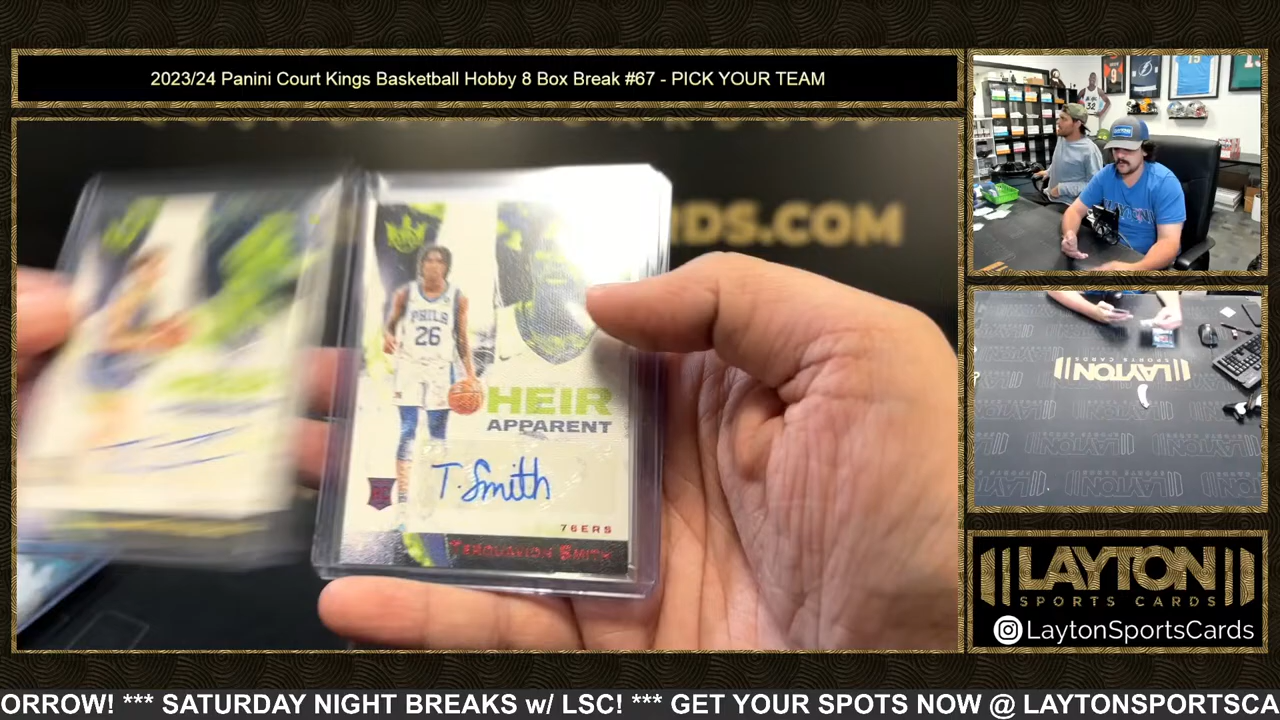 2023/24 Panini Court Kings Basketball Hobby 8 Box Break #67 - PICK YOUR TEAM
RDS.COM
PHILS
26
HEIR
APPARENT
T. Smith
76ERS
TERQUAVION SMITH
LAYTON
LAYTON
SPORTS CARDS
LaytonSportsCards
ORROW! *** SATURDAY NIGHT BREAKS w/ LSC! *** GET YOUR SPOTS NOW @ LAYTONSPORTSCA